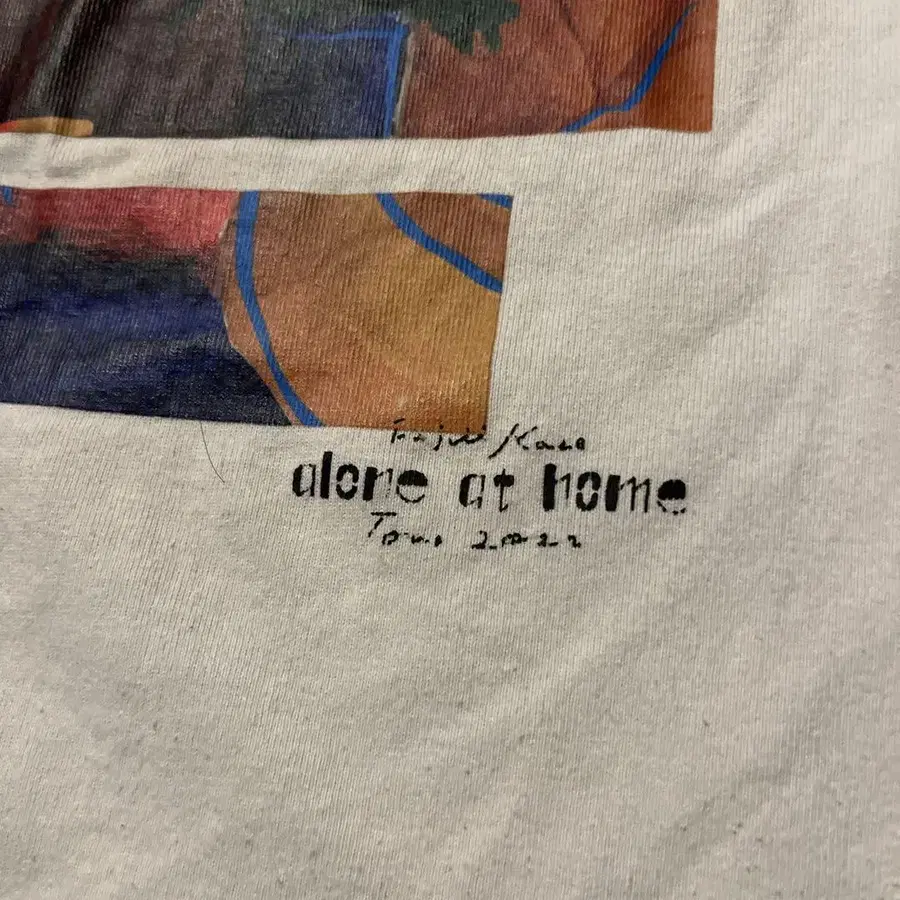 Fujii Kaze
alone at home
Tour 2022